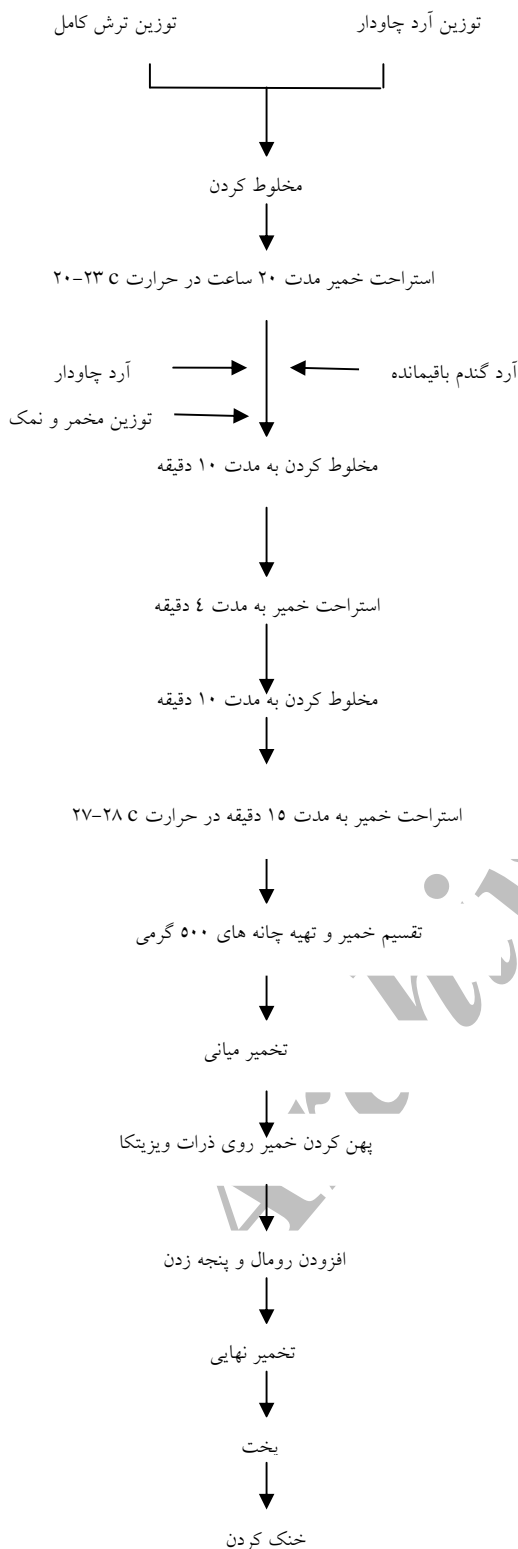 توزین آرد چاودار
توزین ترش کامل
مخلوط کردن
استراحت خمیر مدت ۲۰ ساعت در حرارت ۲۰-۲۳ c
آرد گندم باقیمانده
آرد چاودار
توزین مخمر و نمک
مخلوط کردن به مدت ۱۰ دقیقه
استراحت خمیر به مدت ٤ دقیقه
مخلوط کردن به مدت ۱۰ دقیقه
استراحت خمیر به مدت ۱۵ دقیقه در حرارت ۲۷-۲۸ c
تقسیم خمیر و تهیه چانه های ۵۰۰ گرمی
تخمیر میانی
پهن کردن خمیر روی ذرات ویزیتکا
افزودن رومال و پنجه زدن
تخمیر نهایی
پخت
خنک کردن